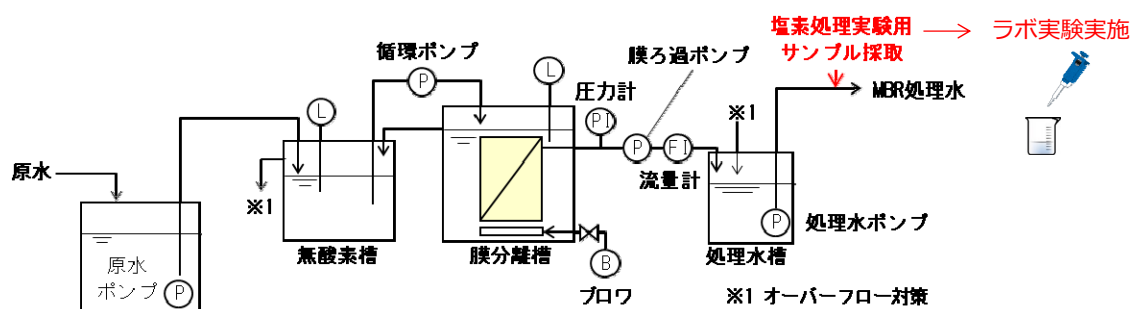 塩素処理実験用
サンプル採取
ラボ実験実施
循環ポンプ
膜ろ過ポンプ
P
L
圧力計
MBR処理水
L
PI
※1
P
FI
原水
流量計
※1
P
処理水ポンプ
無酸素槽
膜分離槽
処理水槽
原水
ポンプ
P
B
ブロワ
※1 オーバーフロー対策